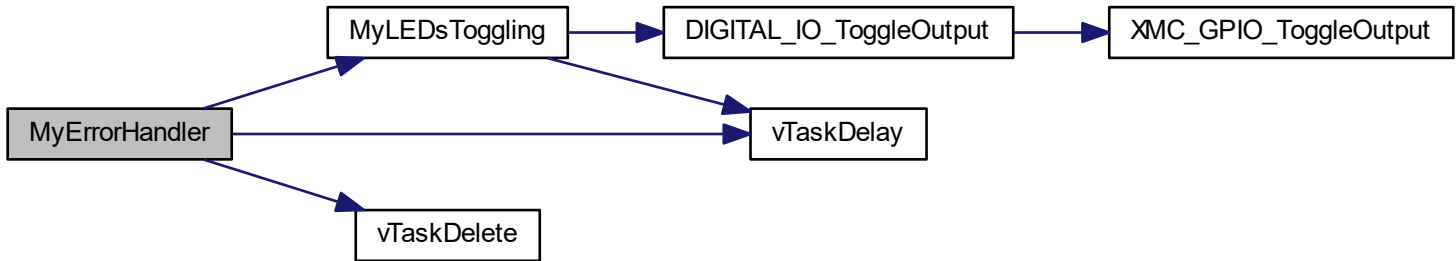 MyLEDsToggling
DIGITAL_IO_ToggleOutput
XMC_GPIO_ToggleOutput
MyErrorHandler
vTaskDelay
vTaskDelete